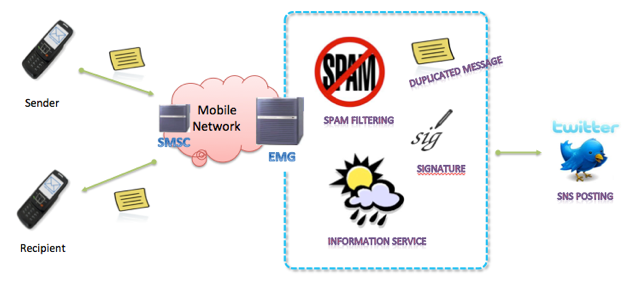 Sender
Mobile
Network
SMSC
EMG
Recipient
SPAM
SPAM FILTERING
DUPLICATED MESSAGE
sig
SIGNATURE
INFORMATION SERVICE
twitter
SNS POSTING